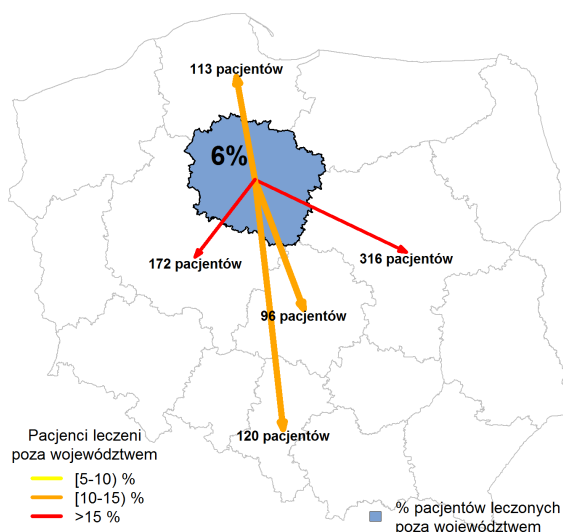 113 pacjentów
6%
172 pacjentów
316 pacjentów
96 pacjentów
120 pacjentów
Pacjenci leczeni
poza województwem
[5-10) %
[10-15) %
>15 %
% pacjentów leczonych
poza województwem